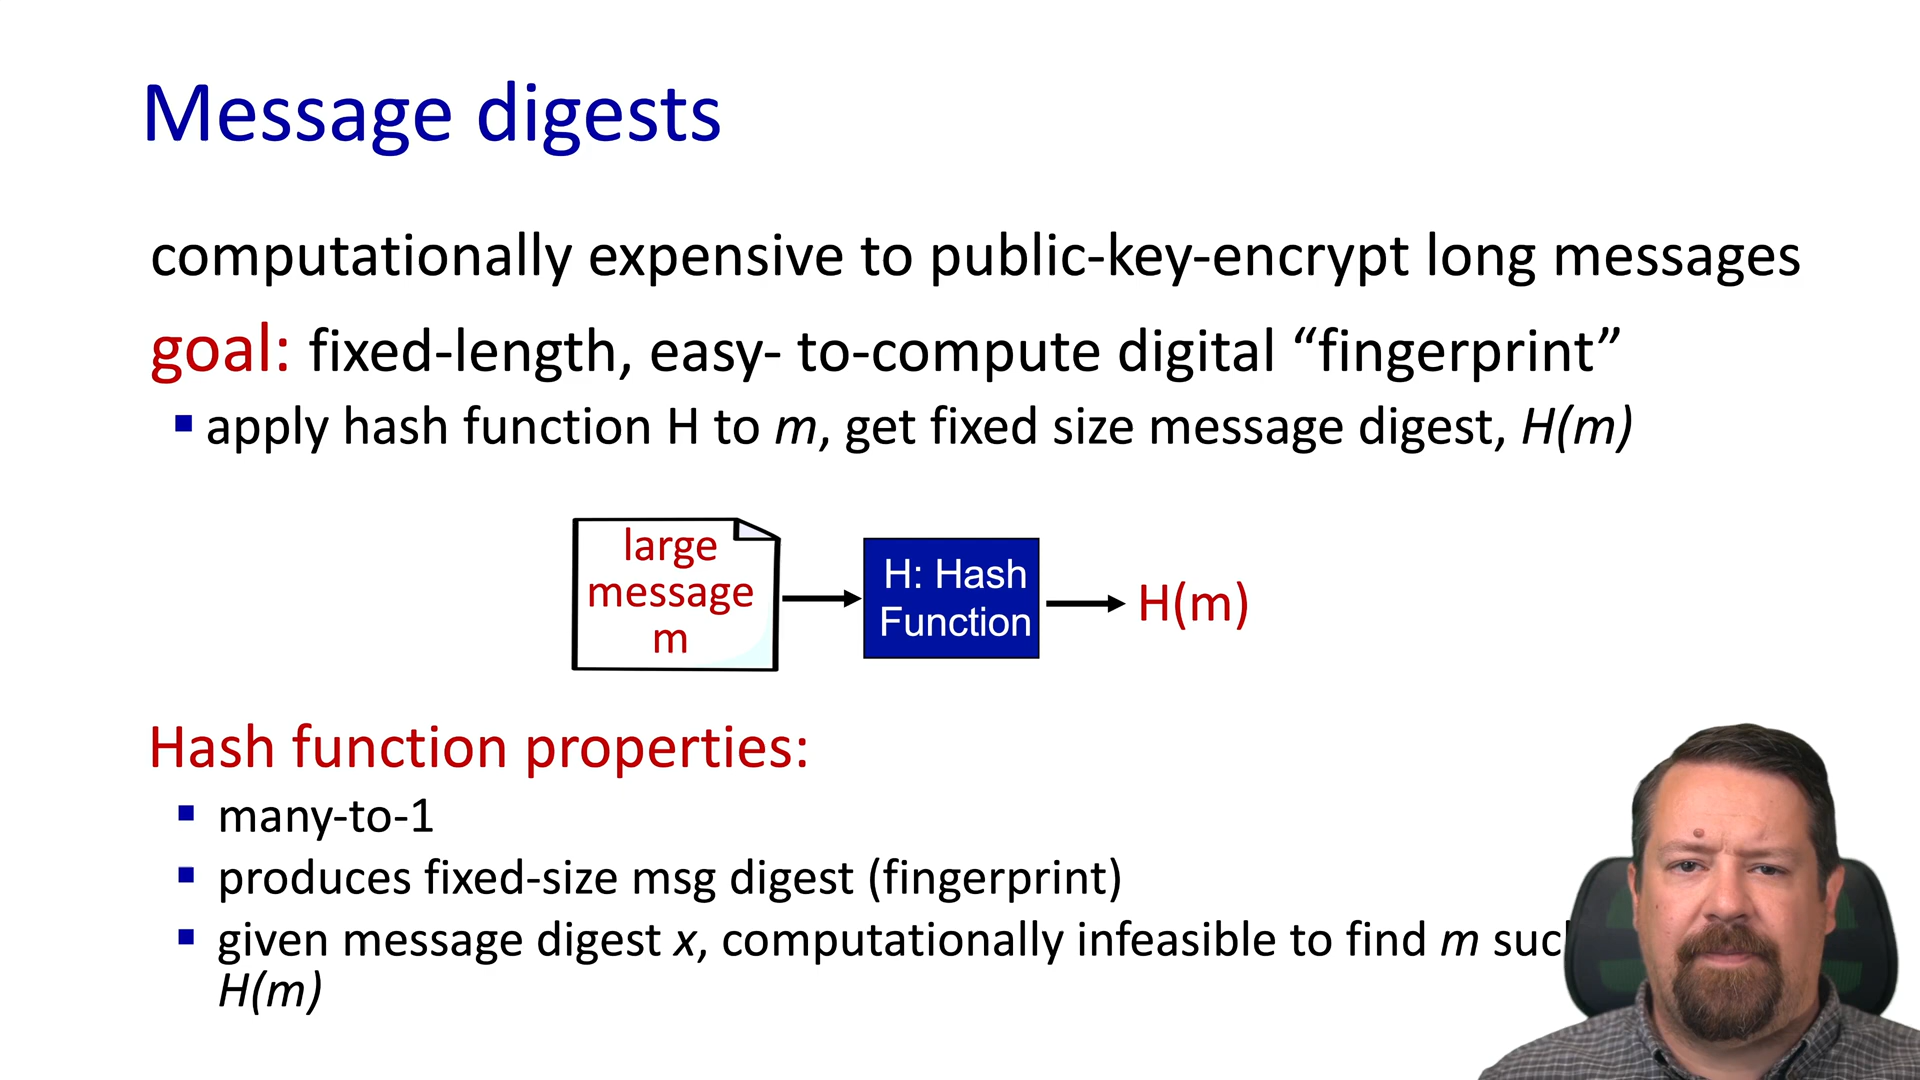 Message digests
computationally expensive to public-key-encrypt long messages
goal: fixed-length, easy- to-compute digital “fingerprint”
▪ apply hash function H to m, get fixed size message digest, H(m)
large
message
m
H: Hash
Function
H(m)
Hash function properties:
▪ many-to-1
▪ produces fixed-size msg digest (fingerprint)
▪ given message digest x, computationally infeasible to find m
H(m)